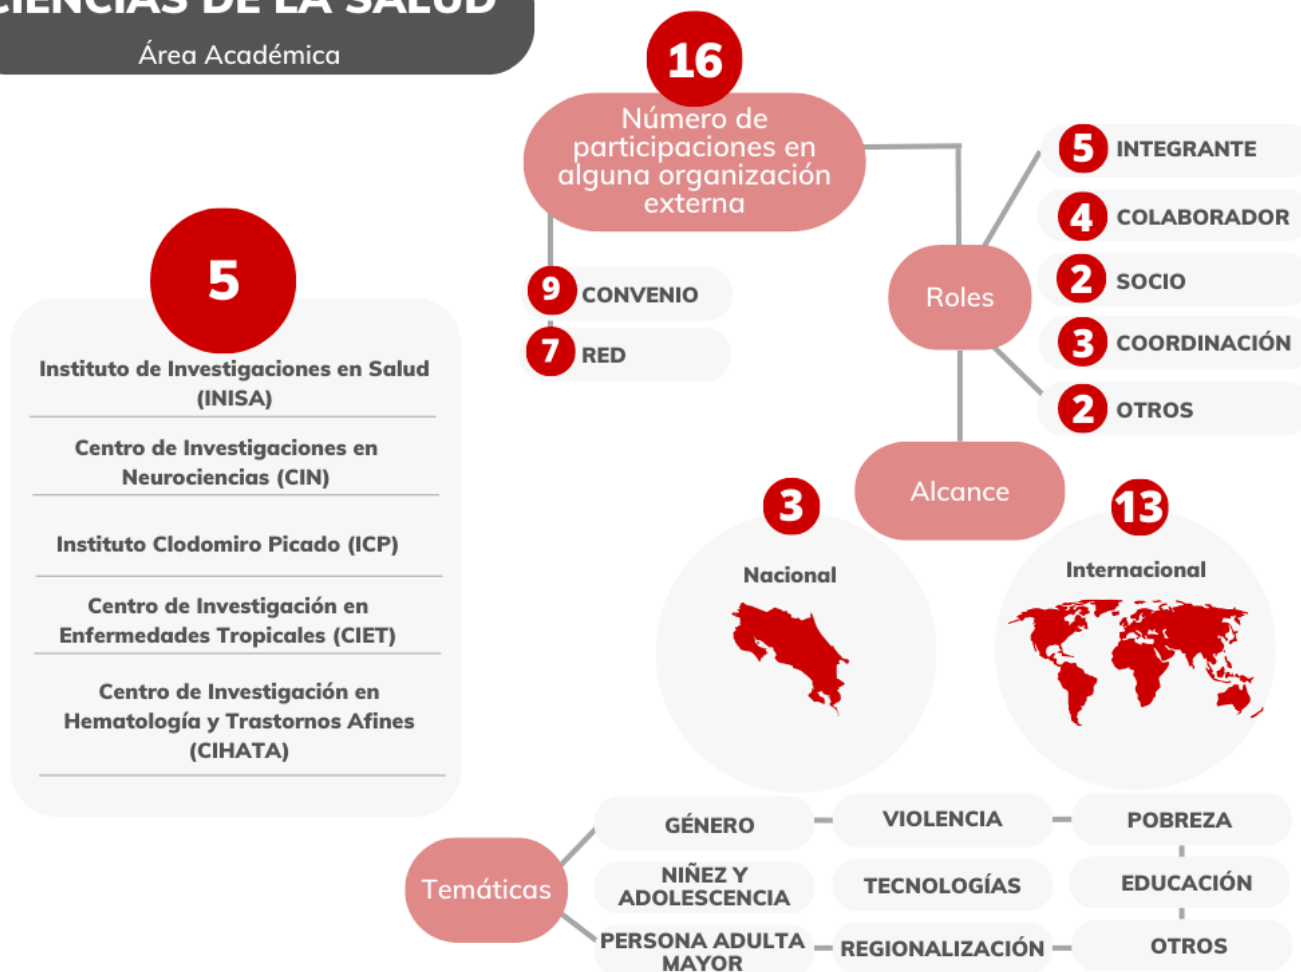 CIENCIAS DE LA SALUD
Área Académica
5
Instituto de Investigaciones en Salud
(INISA)
Centro de Investigaciones en
Neurociencias (CIN)
Instituto Clodomiro Picado (ICP)
Centro de Investigación en
Enfermedades Tropicales (CIET)
Centro de Investigación en
Hematología y Trastornos Afines
(CIHATA)
16
Número de
participaciones en
alguna organización
externa
9 CONVENIO
7 RED
Roles
5 INTEGRANTE
4 COLABORADOR
2 SOCIO
3 COORDINACIÓN
2 OTROS
Alcance
3
Nacional
13
Internacional
Temáticas
GÉNERO
VIOLENCIA
POBREZA
NIÑEZ Y
ADOLESCENCIA
TECNOLOGÍAS
EDUCACIÓN
PERSONA ADULTA
MAYOR
REGIONALIZACIÓN
OTROS